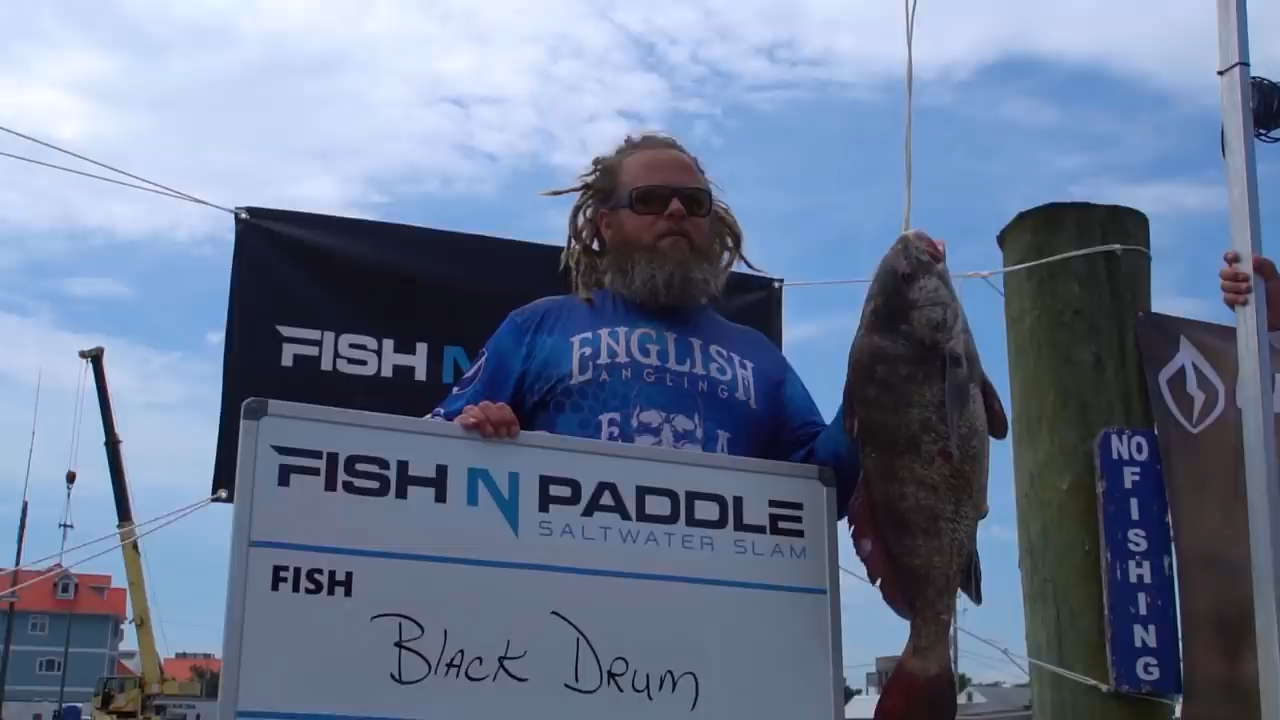 FISH N
ENGLISH
ANGLING
E A
FISH N PADDLE
SALTWATER SLAM
FISH
Black Drum
NO
FISHING